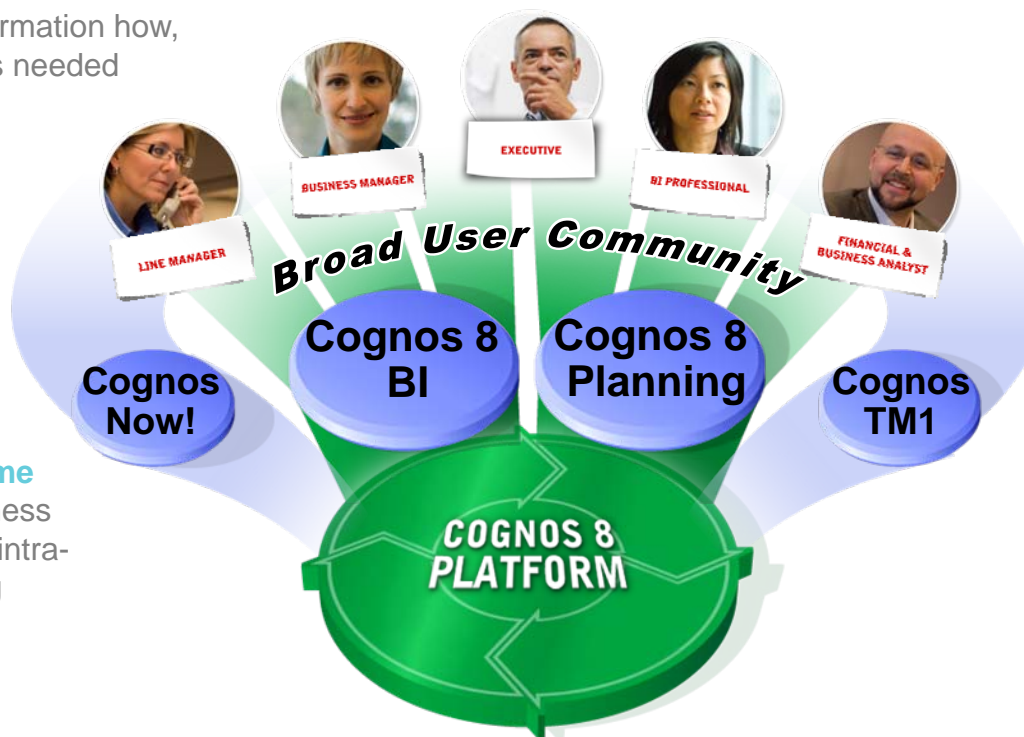 rmation how,
s needed
EXECUTIVE
BUSINESS MANAGER
BI PROFESSIONAL
LINE MANAGER
FINANCIAL &
BUSINESS ANALYST
Broad User Community
Cognos 8
BI
Cognos 8
Planning
Cognos
Now!
Cognos
TM1
me
ess
intra-
COGNOS 8
PLATFORM